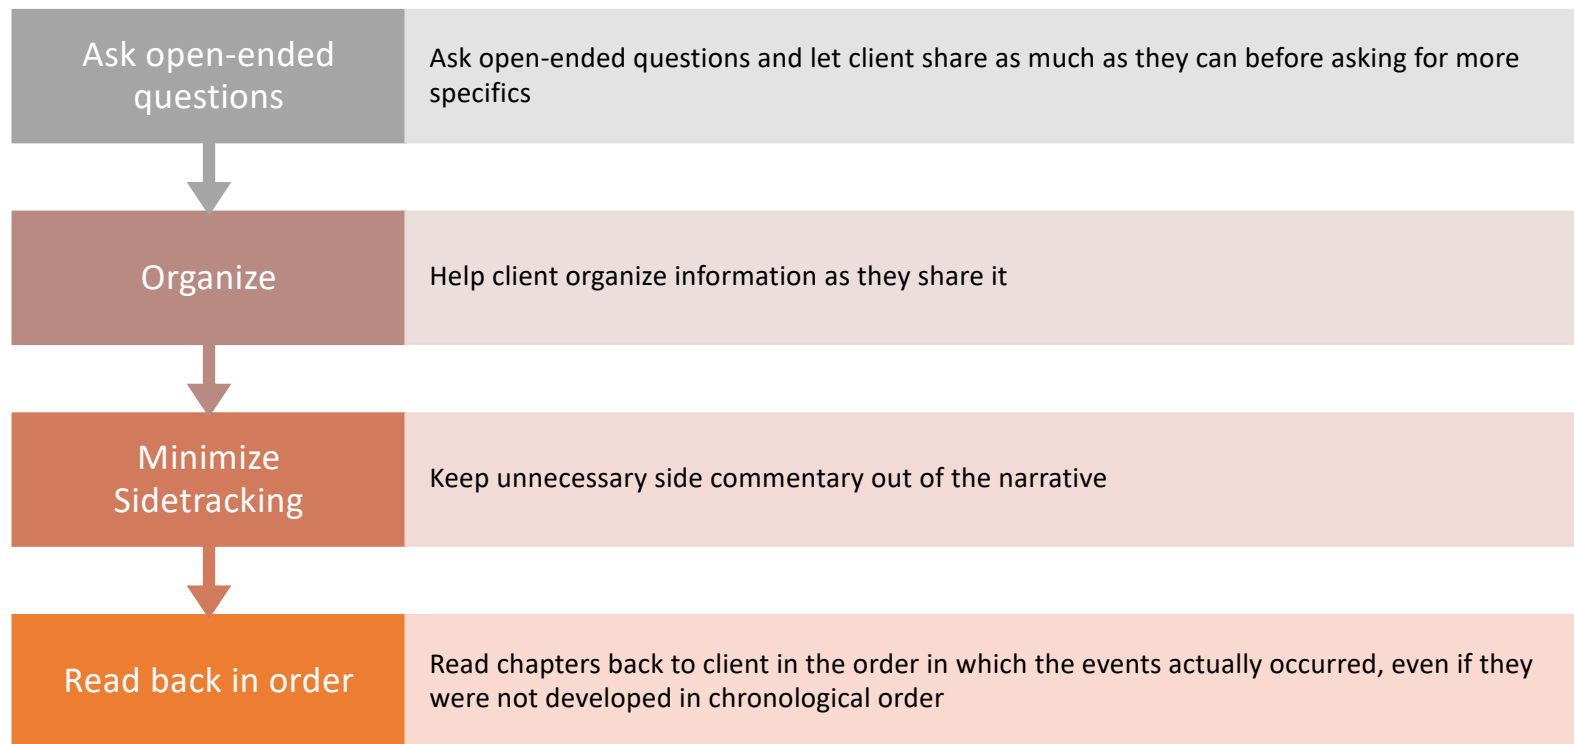 Ask open-ended
questions
Ask open-ended questions and let client share as much as they can before asking for more
specifics
Organize
Help client organize information as they share it
Minimize
Sidetracking
Keep unnecessary side commentary out of the narrative
Read back in order
Read chapters back to client in the order in which the events actually occurred, even if they
were not developed in chronological order